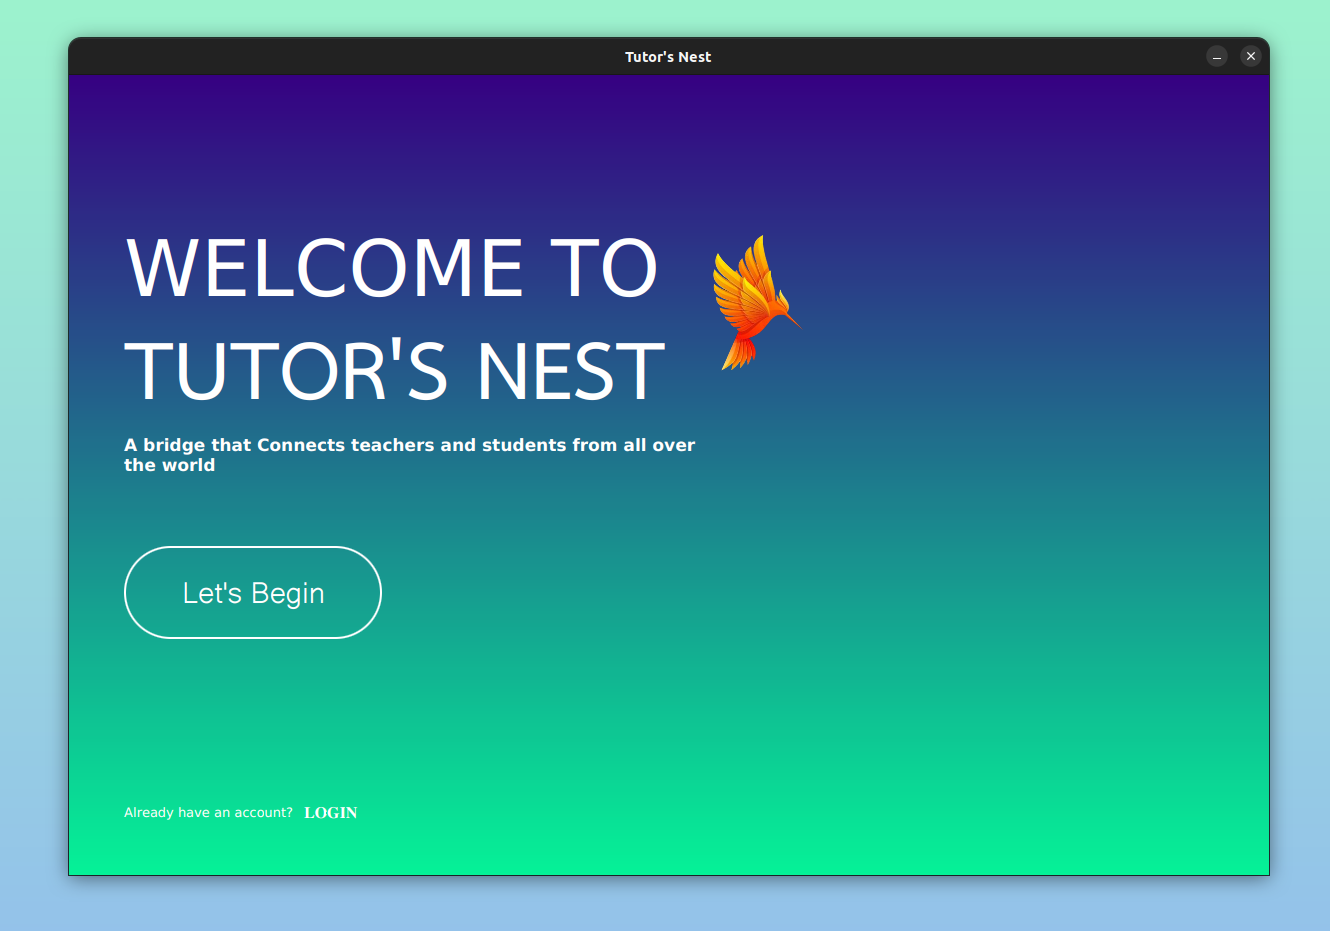 Tutor's Nest
WELCOME TO
TUTOR'S NEST
A bridge that Connects teachers and students from all over
the world
Let's Begin
Already have an account? LOGIN